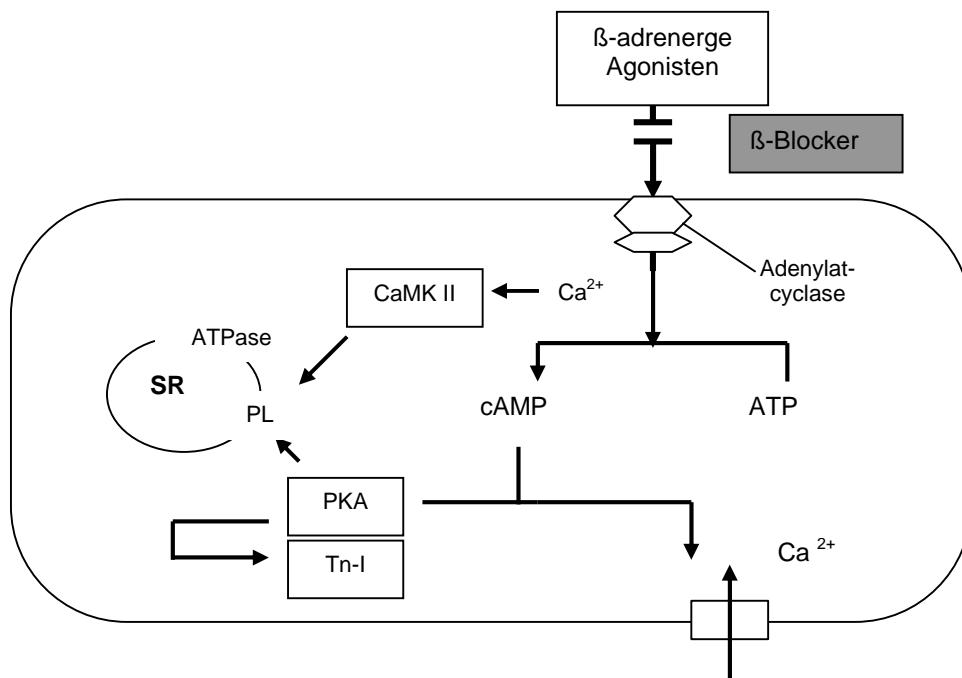 ß-adrenerge
Agonisten
ß-Blocker
Adenylat-
cyclase
CaMK II
Ca²⁺
ATPase
SR
PL
cAMP
ATP
PKA
Tn-I
Ca ²⁺